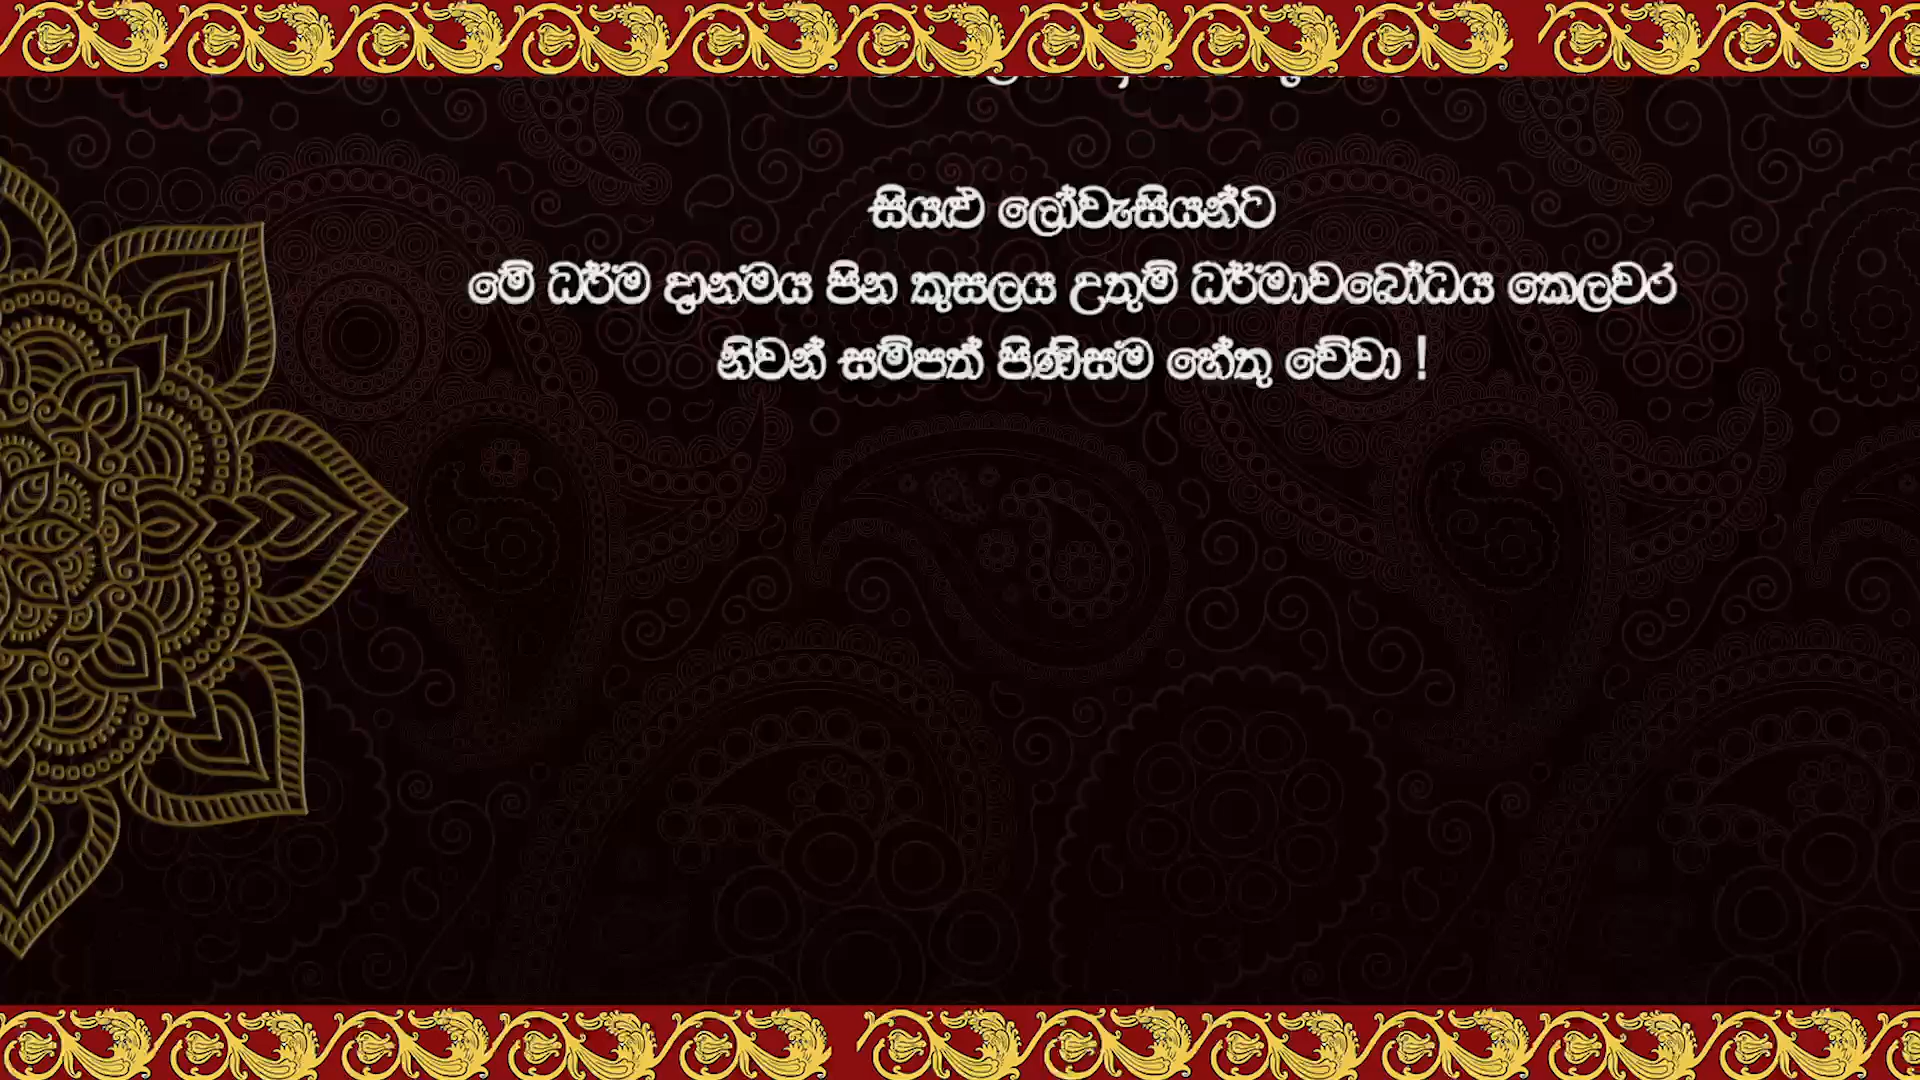 සියළු ලෝවැසියන්ට
මේ ධර්ම දානමය පින කුසලය උතුම් ධර්මාවබෝධය කෙලවර
නිවන් සම්පත් පිණිසම හේතු වේවා !